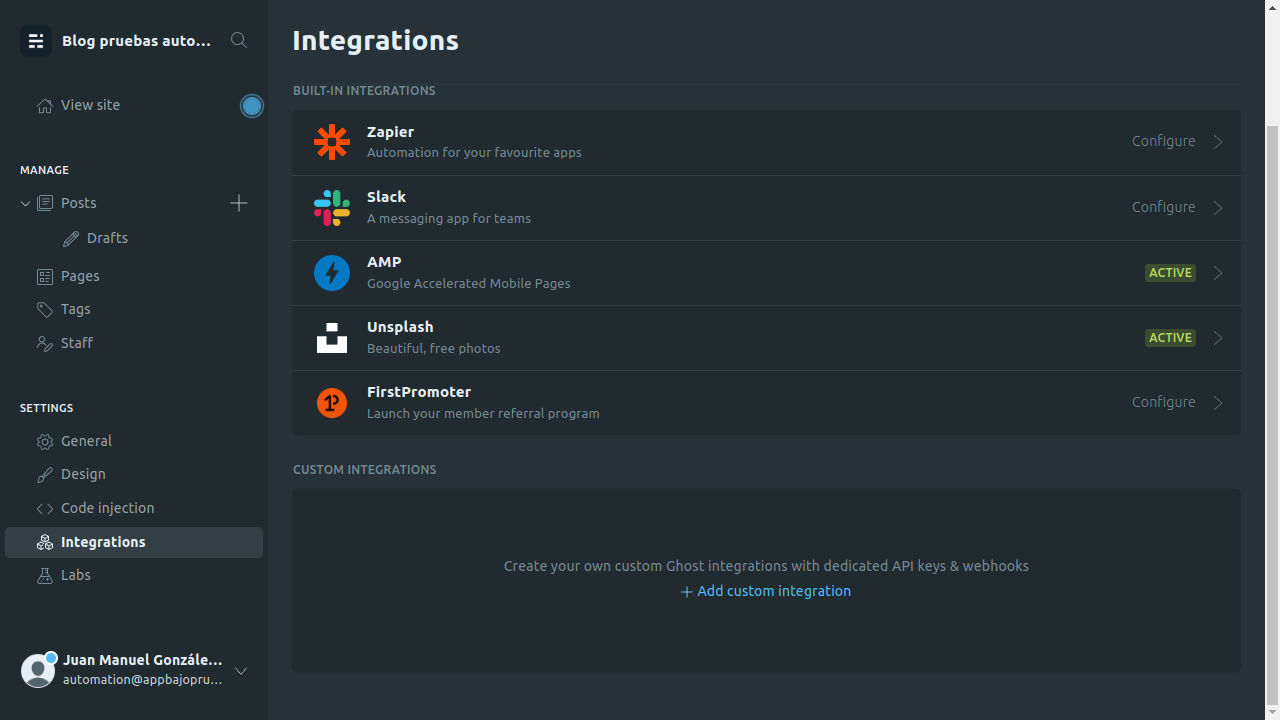 Blog pruebas auto...
View site
MANAGE
Posts
Drafts
Pages
Tags
Staff
SETTINGS
General
Design
Code injection
Integrations
Labs
Juan Manuel Gonzále...
automation@appbajopru...
Integrations
BUILT-IN INTEGRATIONS
Zapier
Automation for your favourite apps
Configure
Slack
A messaging app for teams
Configure
AMP
Google Accelerated Mobile Pages
ACTIVE
Unsplash
Beautiful, free photos
ACTIVE
FirstPromoter
Launch your member referral program
Configure
CUSTOM INTEGRATIONS
Create your own custom Ghost integrations with dedicated API keys & webhooks
+ Add custom integration